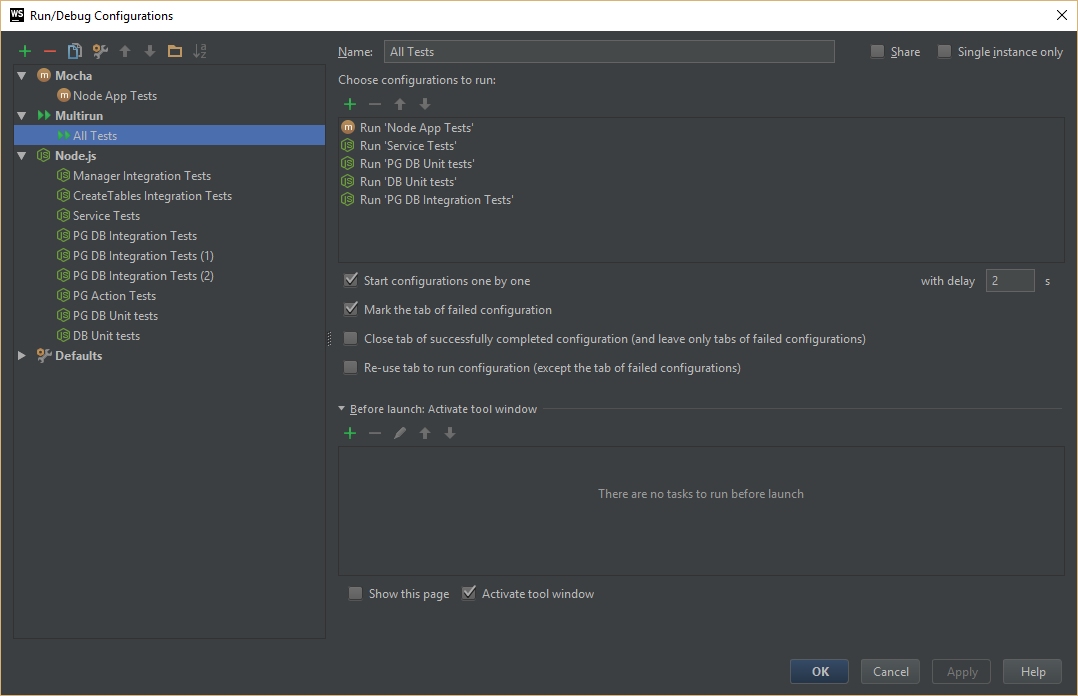 WS Run/Debug Configurations
Name: All Tests Share Single instance only
Mocha
Node App Tests
Multirun
All Tests
Node.js
Manager Integration Tests
CreateTables Integration Tests
Service Tests
PG DB Integration Tests
PG DB Integration Tests (1)
PG DB Integration Tests (2)
PG Action Tests
PG DB Unit tests
DB Unit tests
Defaults
Choose configurations to run:
Run 'Node App Tests'
Run 'Service Tests'
Run 'PG DB Unit tests'
Run 'DB Unit tests'
Run 'PG DB Integration Tests'
Start configurations one by one with delay 2 s
Mark the tab of failed configuration
Close tab of successfully completed configuration (and leave only tabs of failed configurations)
Re-use tab to run configuration (except the tab of failed configurations)
Before launch: Activate tool window
There are no tasks to run before launch
Show this page Activate tool window
OK Cancel Apply Help